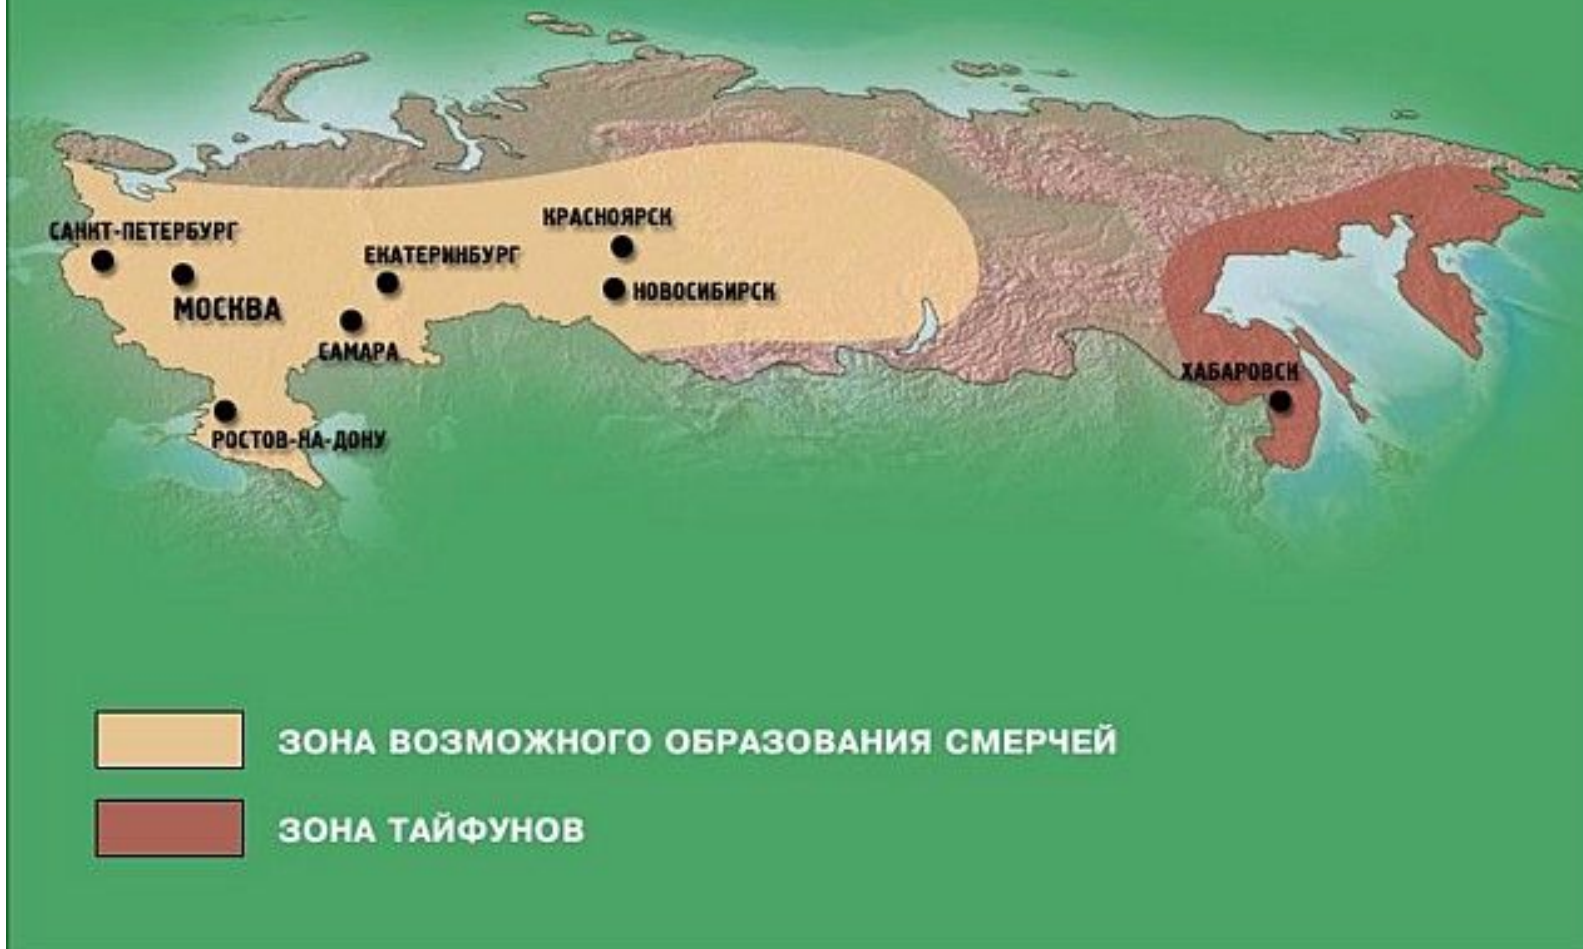 САНКТ-ПЕТЕРБУРГ
МОСКВА
ЕКАТЕРИНБУРГ
САМАРА
РОСТОВ-НА-ДОНУ
КРАСНОЯРСК
НОВОСИБИРСК
ХАБАРОВСК
ЗОНА ВОЗМОЖНОГО ОБРАЗОВАНИЯ СМЕРЧЕЙ
ЗОНА ТАЙФУНОВ